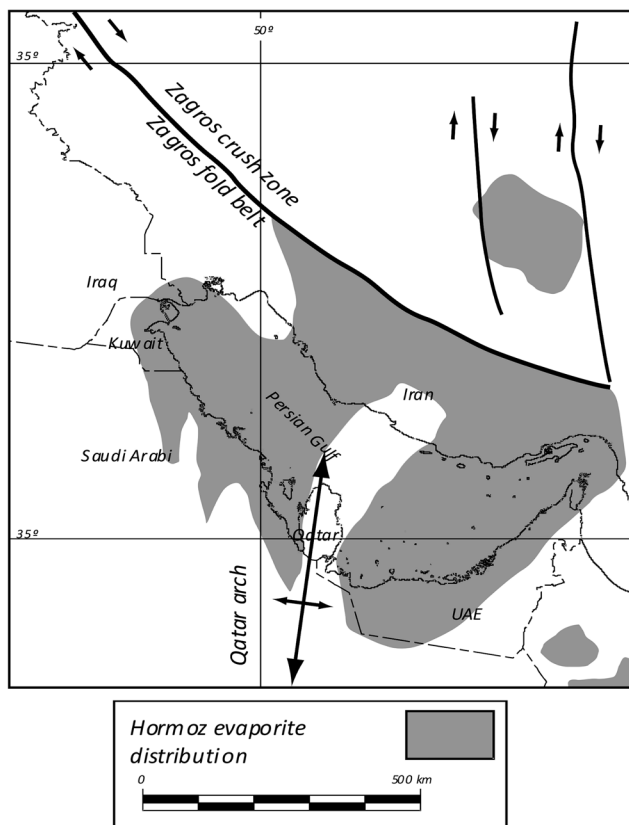 50º
35º
Zagros crush zone
Zagros fold belt
Iraq
Kuwait
Iran
Persian Gulf
Saudi Arabi
Qatar
35º
Qatar arch
UAE
Hormoz evaporite
distribution
0
500 km